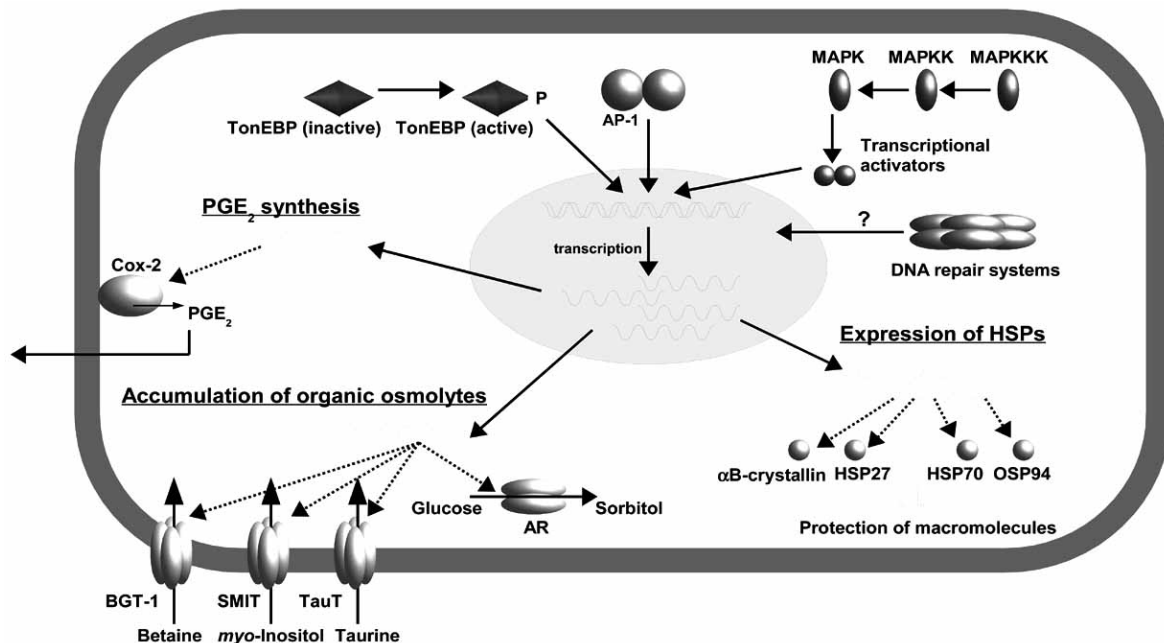 MAPK MAPKK MAPKKK
P
TonEBP (inactive) TonEBP (active)
AP-1
Transcriptional
activators
PGE₂ synthesis
?
transcription
DNA repair systems
Cox-2
PGE₂
Expression of HSPs
Accumulation of organic osmolytes
αB-crystallin HSP27 HSP70 OSP94
Glucose Sorbitol
AR
Protection of macromolecules
BGT-1 SMIT TauT
Betaine myo-Inositol Taurine